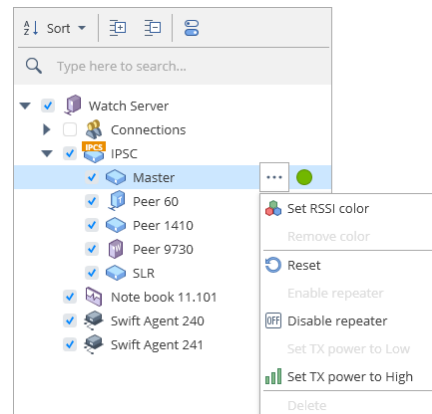 Sort
Type here to search...
Watch Server
Connections
IPCS
IPSC
Master
Peer 60
Peer 1410
Peer 9730
SLR
Note book 11.101
Swift Agent 240
Swift Agent 241
Set RSSI color
Remove color
Reset
Enable repeater
OFF Disable repeater
Set TX power to Low
Set TX power to High
Delete